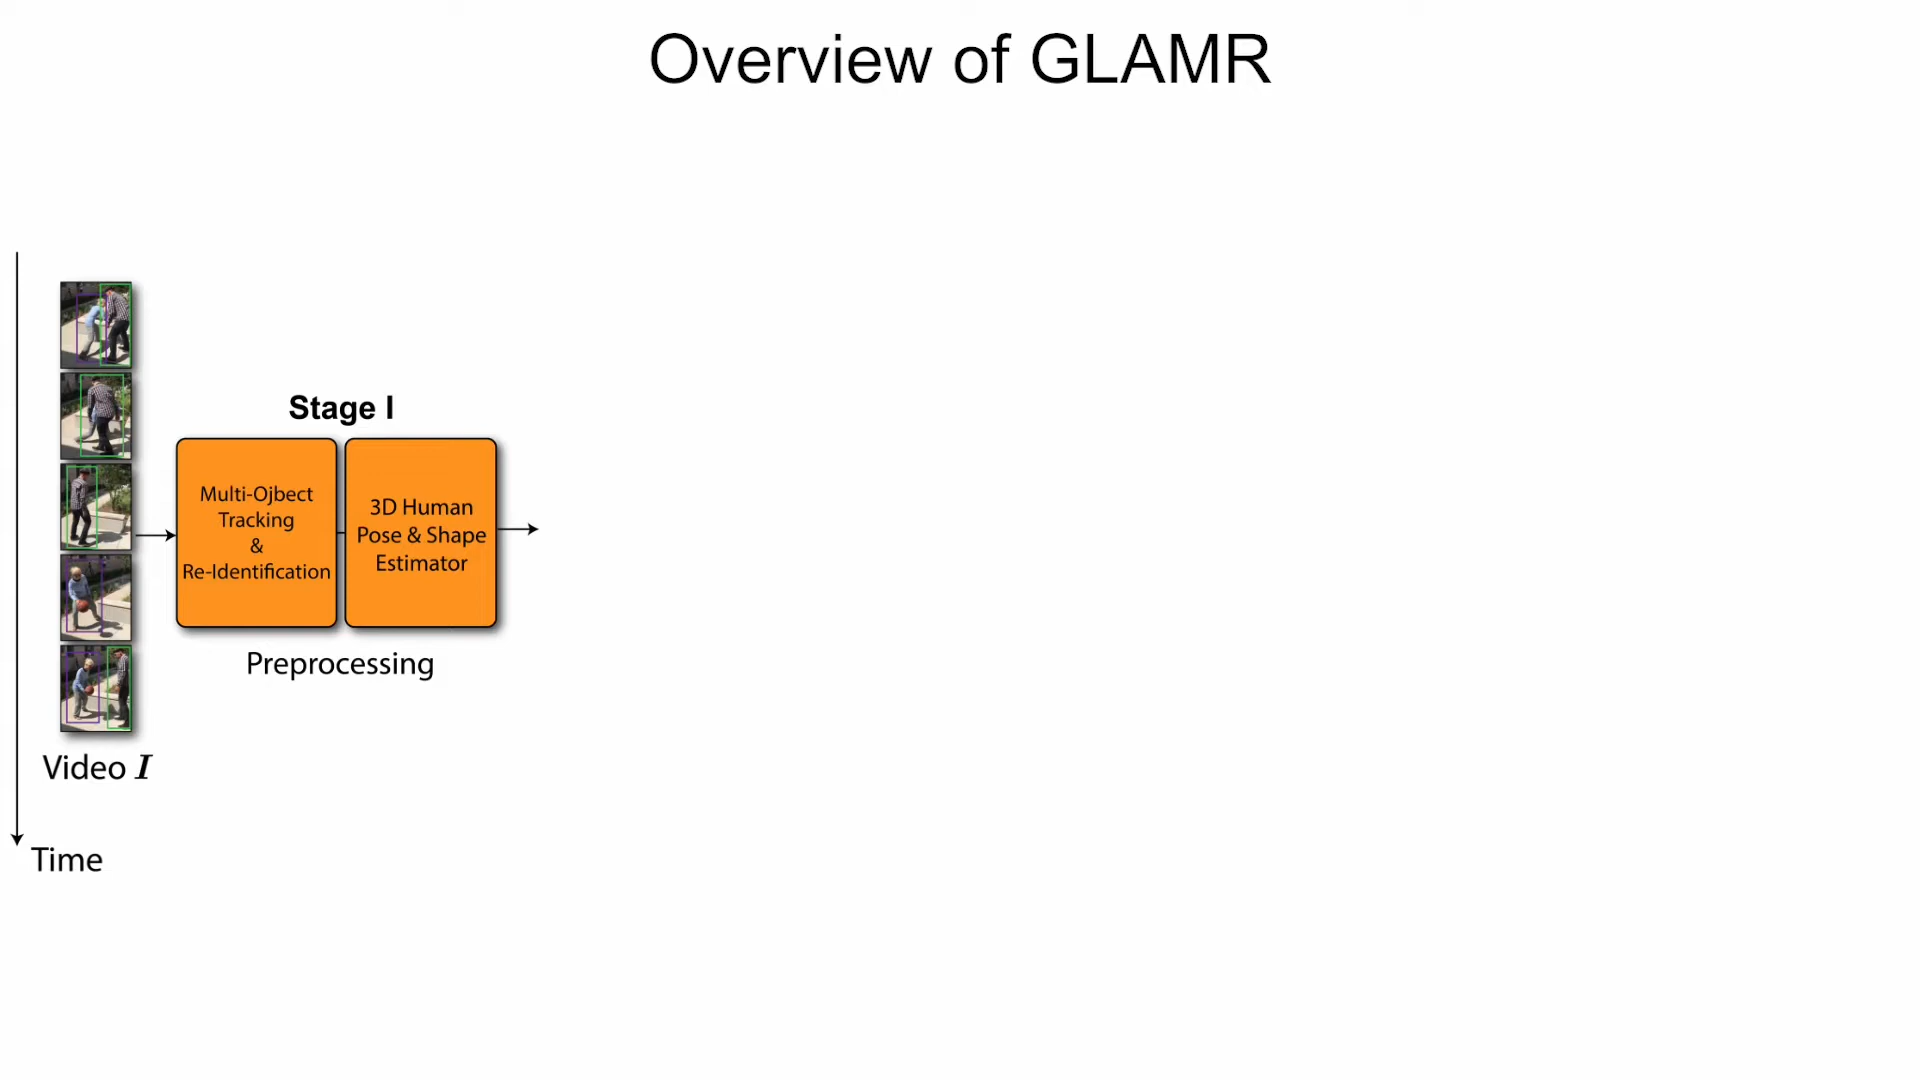 Overview of GLAMR
Stage I
Multi-Ojbect
Tracking
&
Re-Identification
3D Human
Pose & Shape
Estimator
Preprocessing
Video I
Time